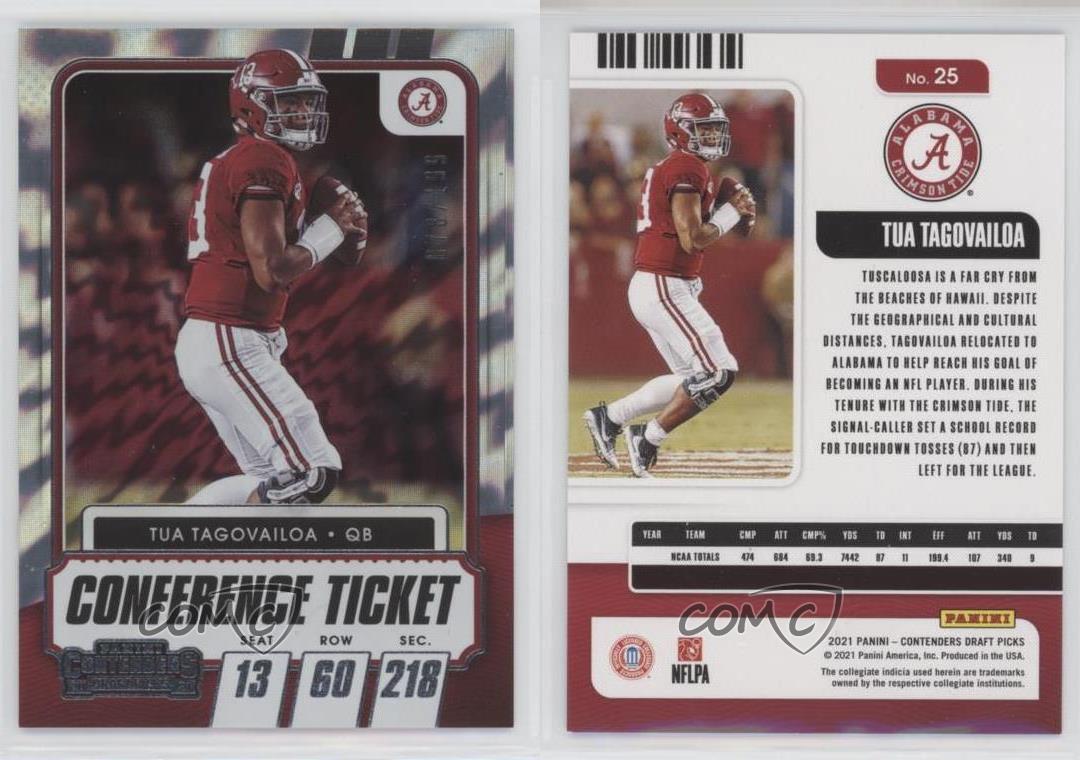 ALABAMA
A
CRIMSON TIDE
TUA TAGOVAILOA • QB
CONFERENCE TICKET
SEAT ROW SEC.
13 60 218
PANINI
CONTENDERS
COMC
No. 25
ALABAMA
A
CRIMSON TIDE
®
TUA TAGOVAILOA
TUSCALOOSA IS A FAR CRY FROM
THE BEACHES OF HAWAII. DESPITE
THE GEOGRAPHICAL AND CULTURAL
DISTANCES, TAGOVAILOA RELOCATED TO
ALABAMA TO HELP REACH HIS GOAL OF
BECOMING AN NFL PLAYER. DURING HIS
TENURE WITH THE CRIMSON TIDE, THE
SIGNAL-CALLER SET A SCHOOL RECORD
FOR TOUCHDOWN TOSSES (87) AND THEN
LEFT FOR THE LEAGUE.
YEAR TEAM CMP ATT CMP% YDS TD INT EFF ATT YDS TD
NCAA TOTALS 474 684 69.3 7442 87 11 199.4 107 340 9
COMC
PANINI
NFLPA
2021 PANINI – CONTENDERS DRAFT PICKS
© 2021 Panini America, Inc. Produced in the USA.
The collegiate indicia used herein are trademarks
owned by the respective collegiate institutions.